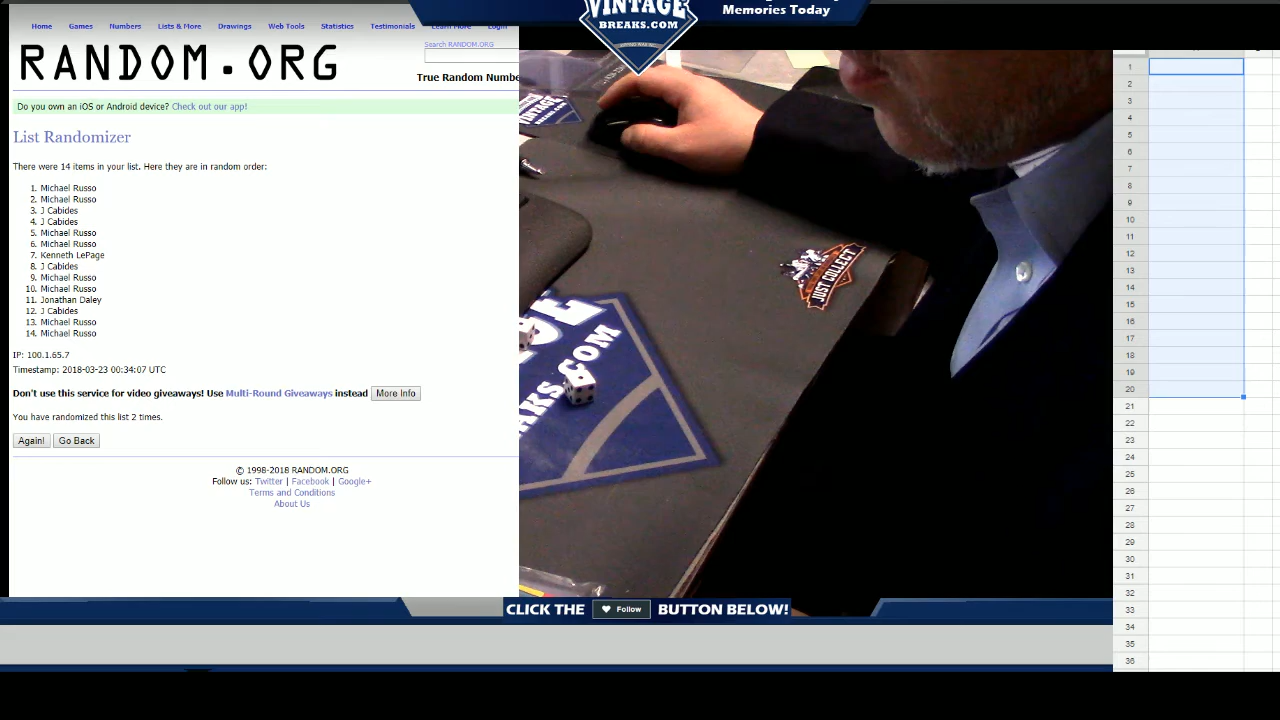 VINTAGE
BREAKS.COM
Memories Today
Home Games Numbers Lists & More Drawings Web Tools Statistics Testimonials Learn More Login
Search RANDOM.ORG
RANDOM.ORG
True Random Numbe
Do you own an iOS or Android device? Check out our app!
List Randomizer
There were 14 items in your list. Here they are in random order:
1. Michael Russo
2. Michael Russo
3. J Cabides
4. J Cabides
5. Michael Russo
6. Michael Russo
7. Kenneth LePage
8. J Cabides
9. Michael Russo
10. Michael Russo
11. Jonathan Daley
12. J Cabides
13. Michael Russo
14. Michael Russo
IP: 100.1.65.7
Timestamp: 2018-03-23 00:34:07 UTC
Don't use this service for video giveaways! Use Multi-Round Giveaways instead More Info
You have randomized this list 2 times.
Again! Go Back
© 1998-2018 RANDOM.ORG
Follow us: Twitter | Facebook | Google+
Terms and Conditions
About Us
JUST COLLECT
AKS.COM
CLICK THE Follow BUTTON BELOW!
1
2
3
4
5
6
7
8
9
10
11
12
13
14
15
16
17
18
19
20
21
22
23
24
25
26
27
28
29
30
31
32
33
34
35
36